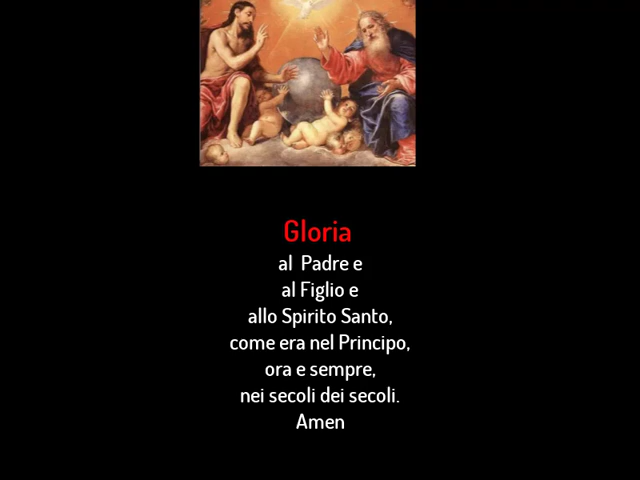 Gloria
al Padre e
al Figlio e
allo Spirito Santo,
come era nel Principo,
ora e sempre,
nei secoli dei secoli.
Amen